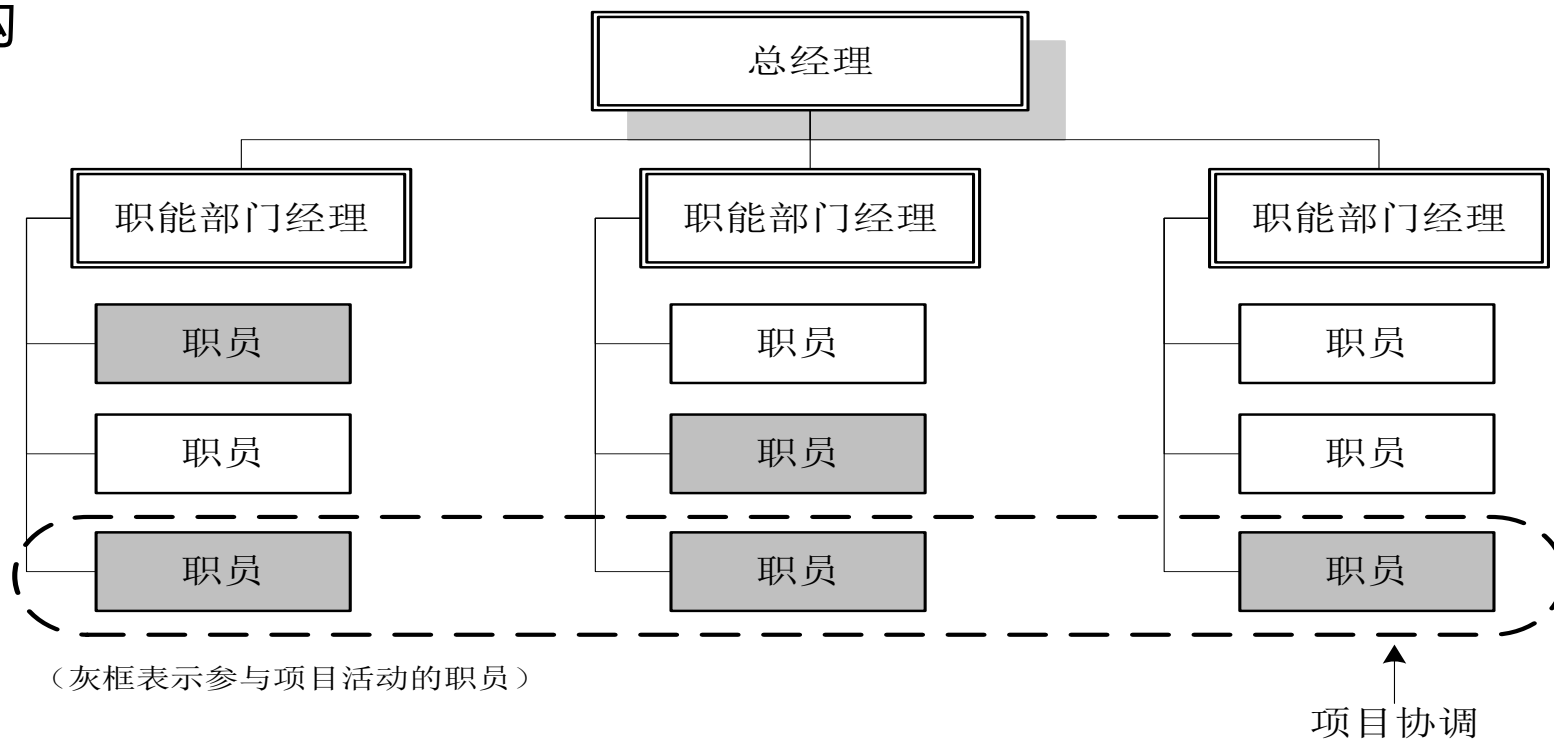 构
总经理
职能部门经理 职能部门经理 职能部门经理
职员 职员 职员
职员 职员 职员
职员 职员 职员
（灰框表示参与项目活动的职员）
项目协调